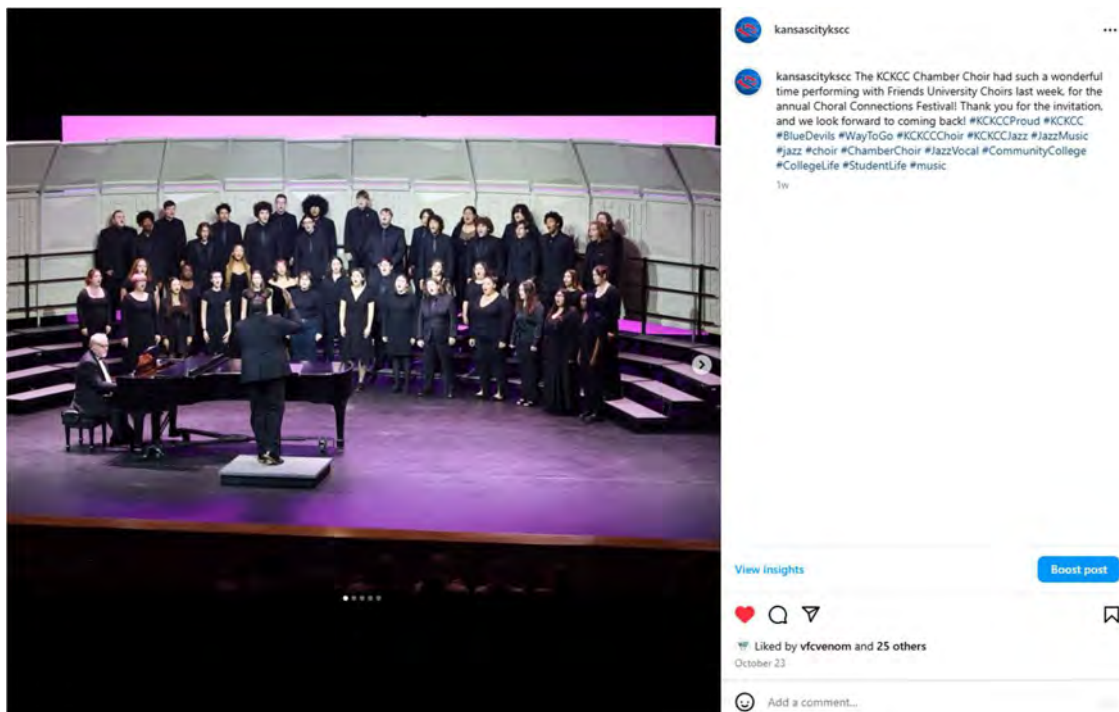 kansascitykscc
kansascitykscc The KCKCC Chamber Choir had such a wonderful
time performing with Friends University Choirs last week, for the
annual Choral Connections Festival! Thank you for the invitation,
and we look forward to coming back! #KCKCCProud #KCKCC
#BlueDevils #WayToGo #KCKCCChoir #KCKCCJazz #JazzMusic
#jazz #choir #ChamberChoir #JazzVocal #CommunityCollege
#CollegeLife #StudentLife #music
1w
View insights
Boost post
Liked by vfcvenom and 25 others
October 23
Add a comment...